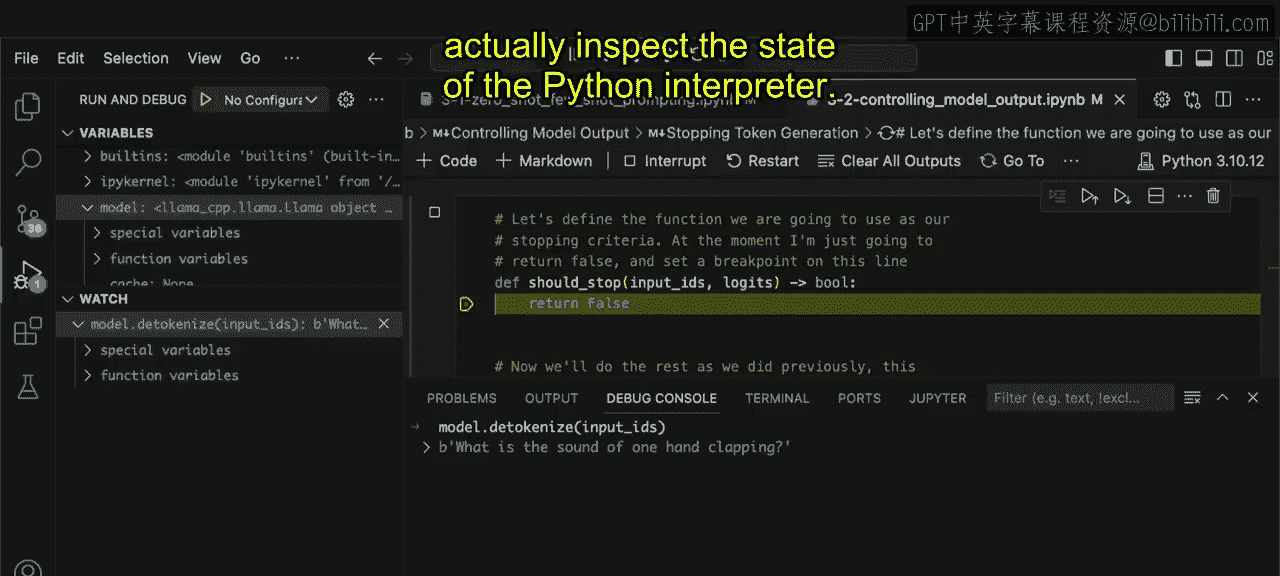 GPT中英字幕课程资源@bilibili.com
actually inspect the state
of the Python interpreter.
File Edit Selection View Go ···
RUN AND DEBUG No Configura ···
3-2-controlling_model_output.ipynb M
b > M↓Controlling Model Output > M↓Stopping Token Generation > # Let's define the function we are going to use as our
+ Code + Markdown | Interrupt Restart Clear All Outputs Go To ··· Python 3.10.12
VARIABLES
builtins: <module 'builtins' (built-in…
ipykernel: <module 'ipykernel' from '/…
model: <llama_cpp.llama.Llama object …
special variables
function variables
cache: None
36
1
WATCH
model.detokenize(input_ids): b'What…
special variables
function variables
# Let's define the function we are going to use as our
# stopping criteria. At the moment I'm just going to
# return false, and set a breakpoint on this line
def should_stop(input_ids, logits) -> bool:
return False
# Now we'll do the rest as we did previously, this
PROBLEMS OUTPUT DEBUG CONSOLE TERMINAL PORTS JUPYTER Filter (e.g. text, !excl...
model.detokenize(input_ids)
b'What is the sound of one hand clapping?'